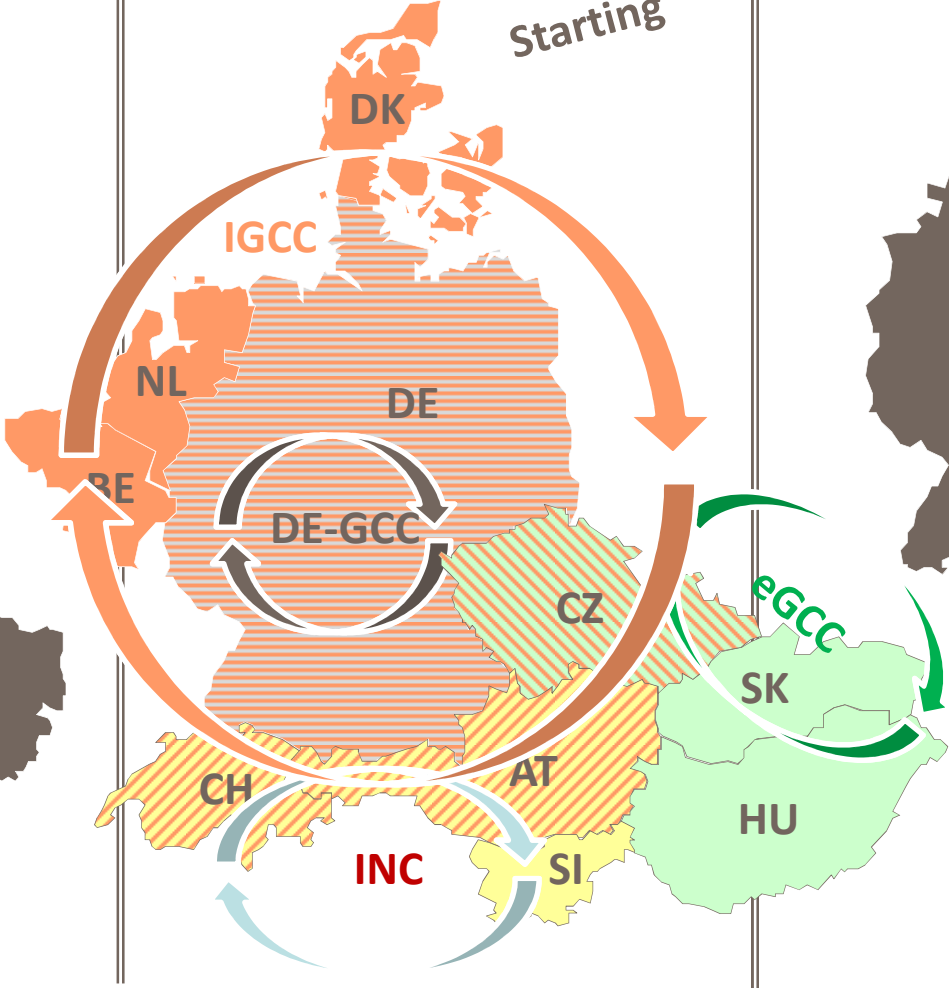 Starting
DK
IGCC
NL
DE
BE
DE-GCC
eGCC
CZ
SK
AT
CH
HU
INC
SI